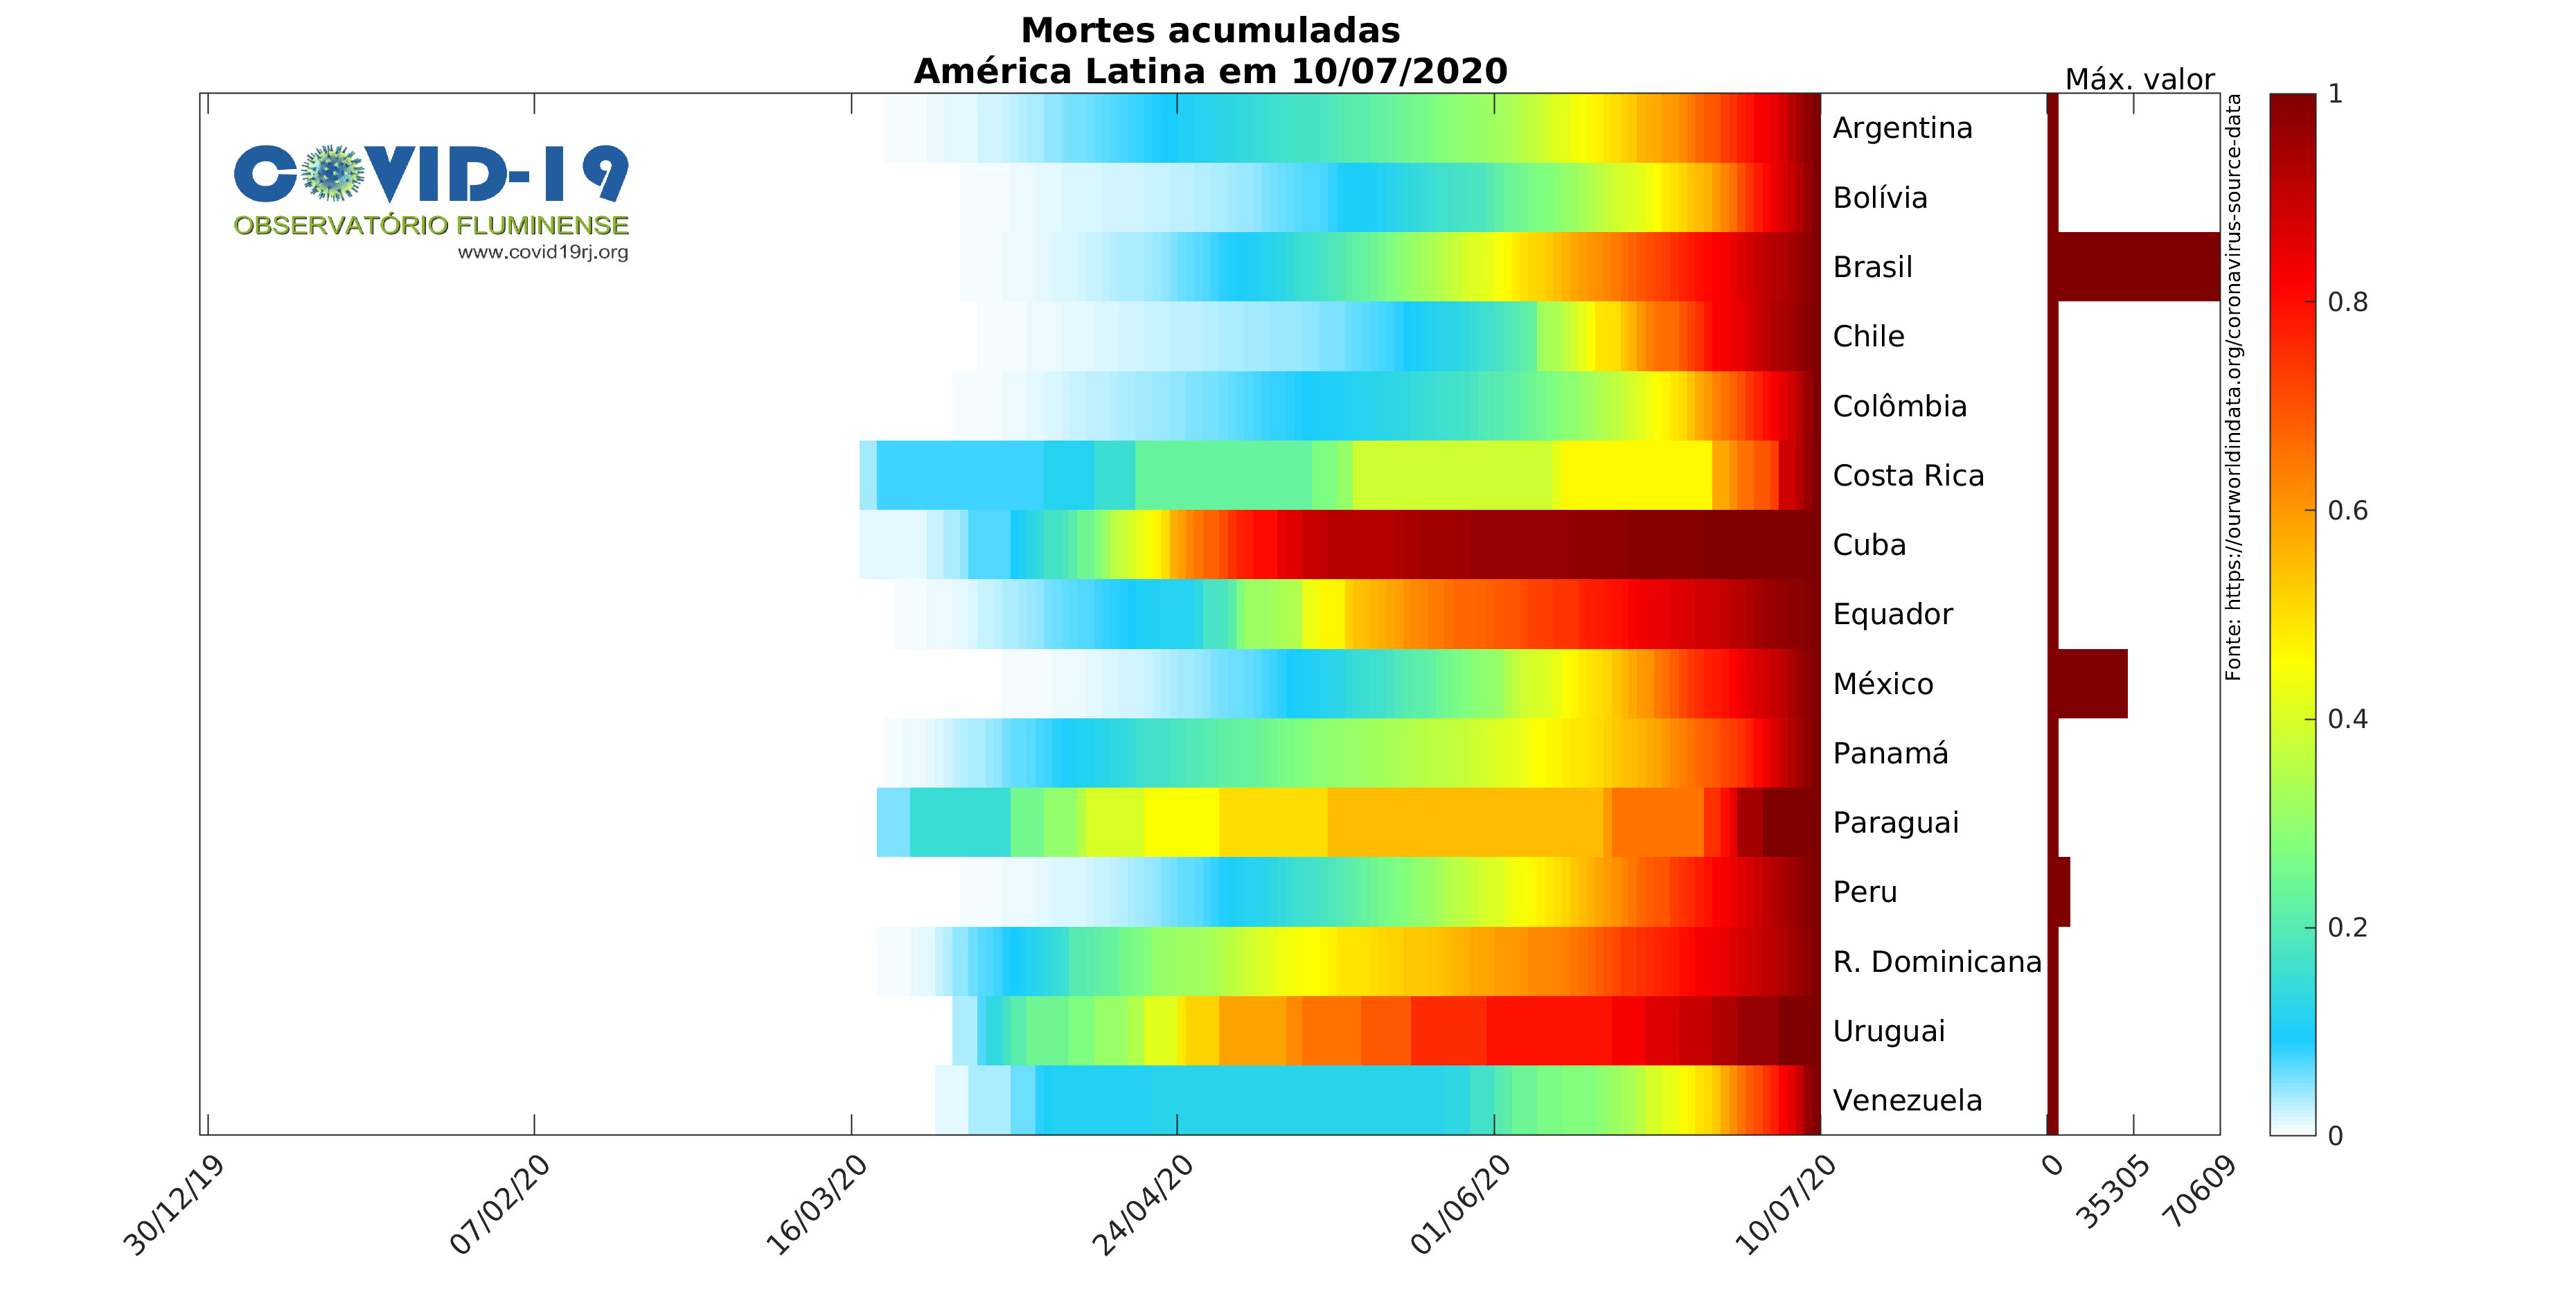 Mortes acumuladas
América Latina em 10/07/2020
Máx. valor
COVID-19
OBSERVATÓRIO FLUMINENSE
www.covid19rj.org
Argentina
Bolívia
Brasil
Chile
Colômbia
Costa Rica
Cuba
Equador
México
Panamá
Paraguai
Peru
R. Dominicana
Uruguai
Venezuela
Fonte: https://ourworldindata.org/coronavirus-source-data
1
0.8
0.6
0.4
0.2
0
30/12/19
07/02/20
16/03/20
24/04/20
01/06/20
10/07/20
0
35305
70609